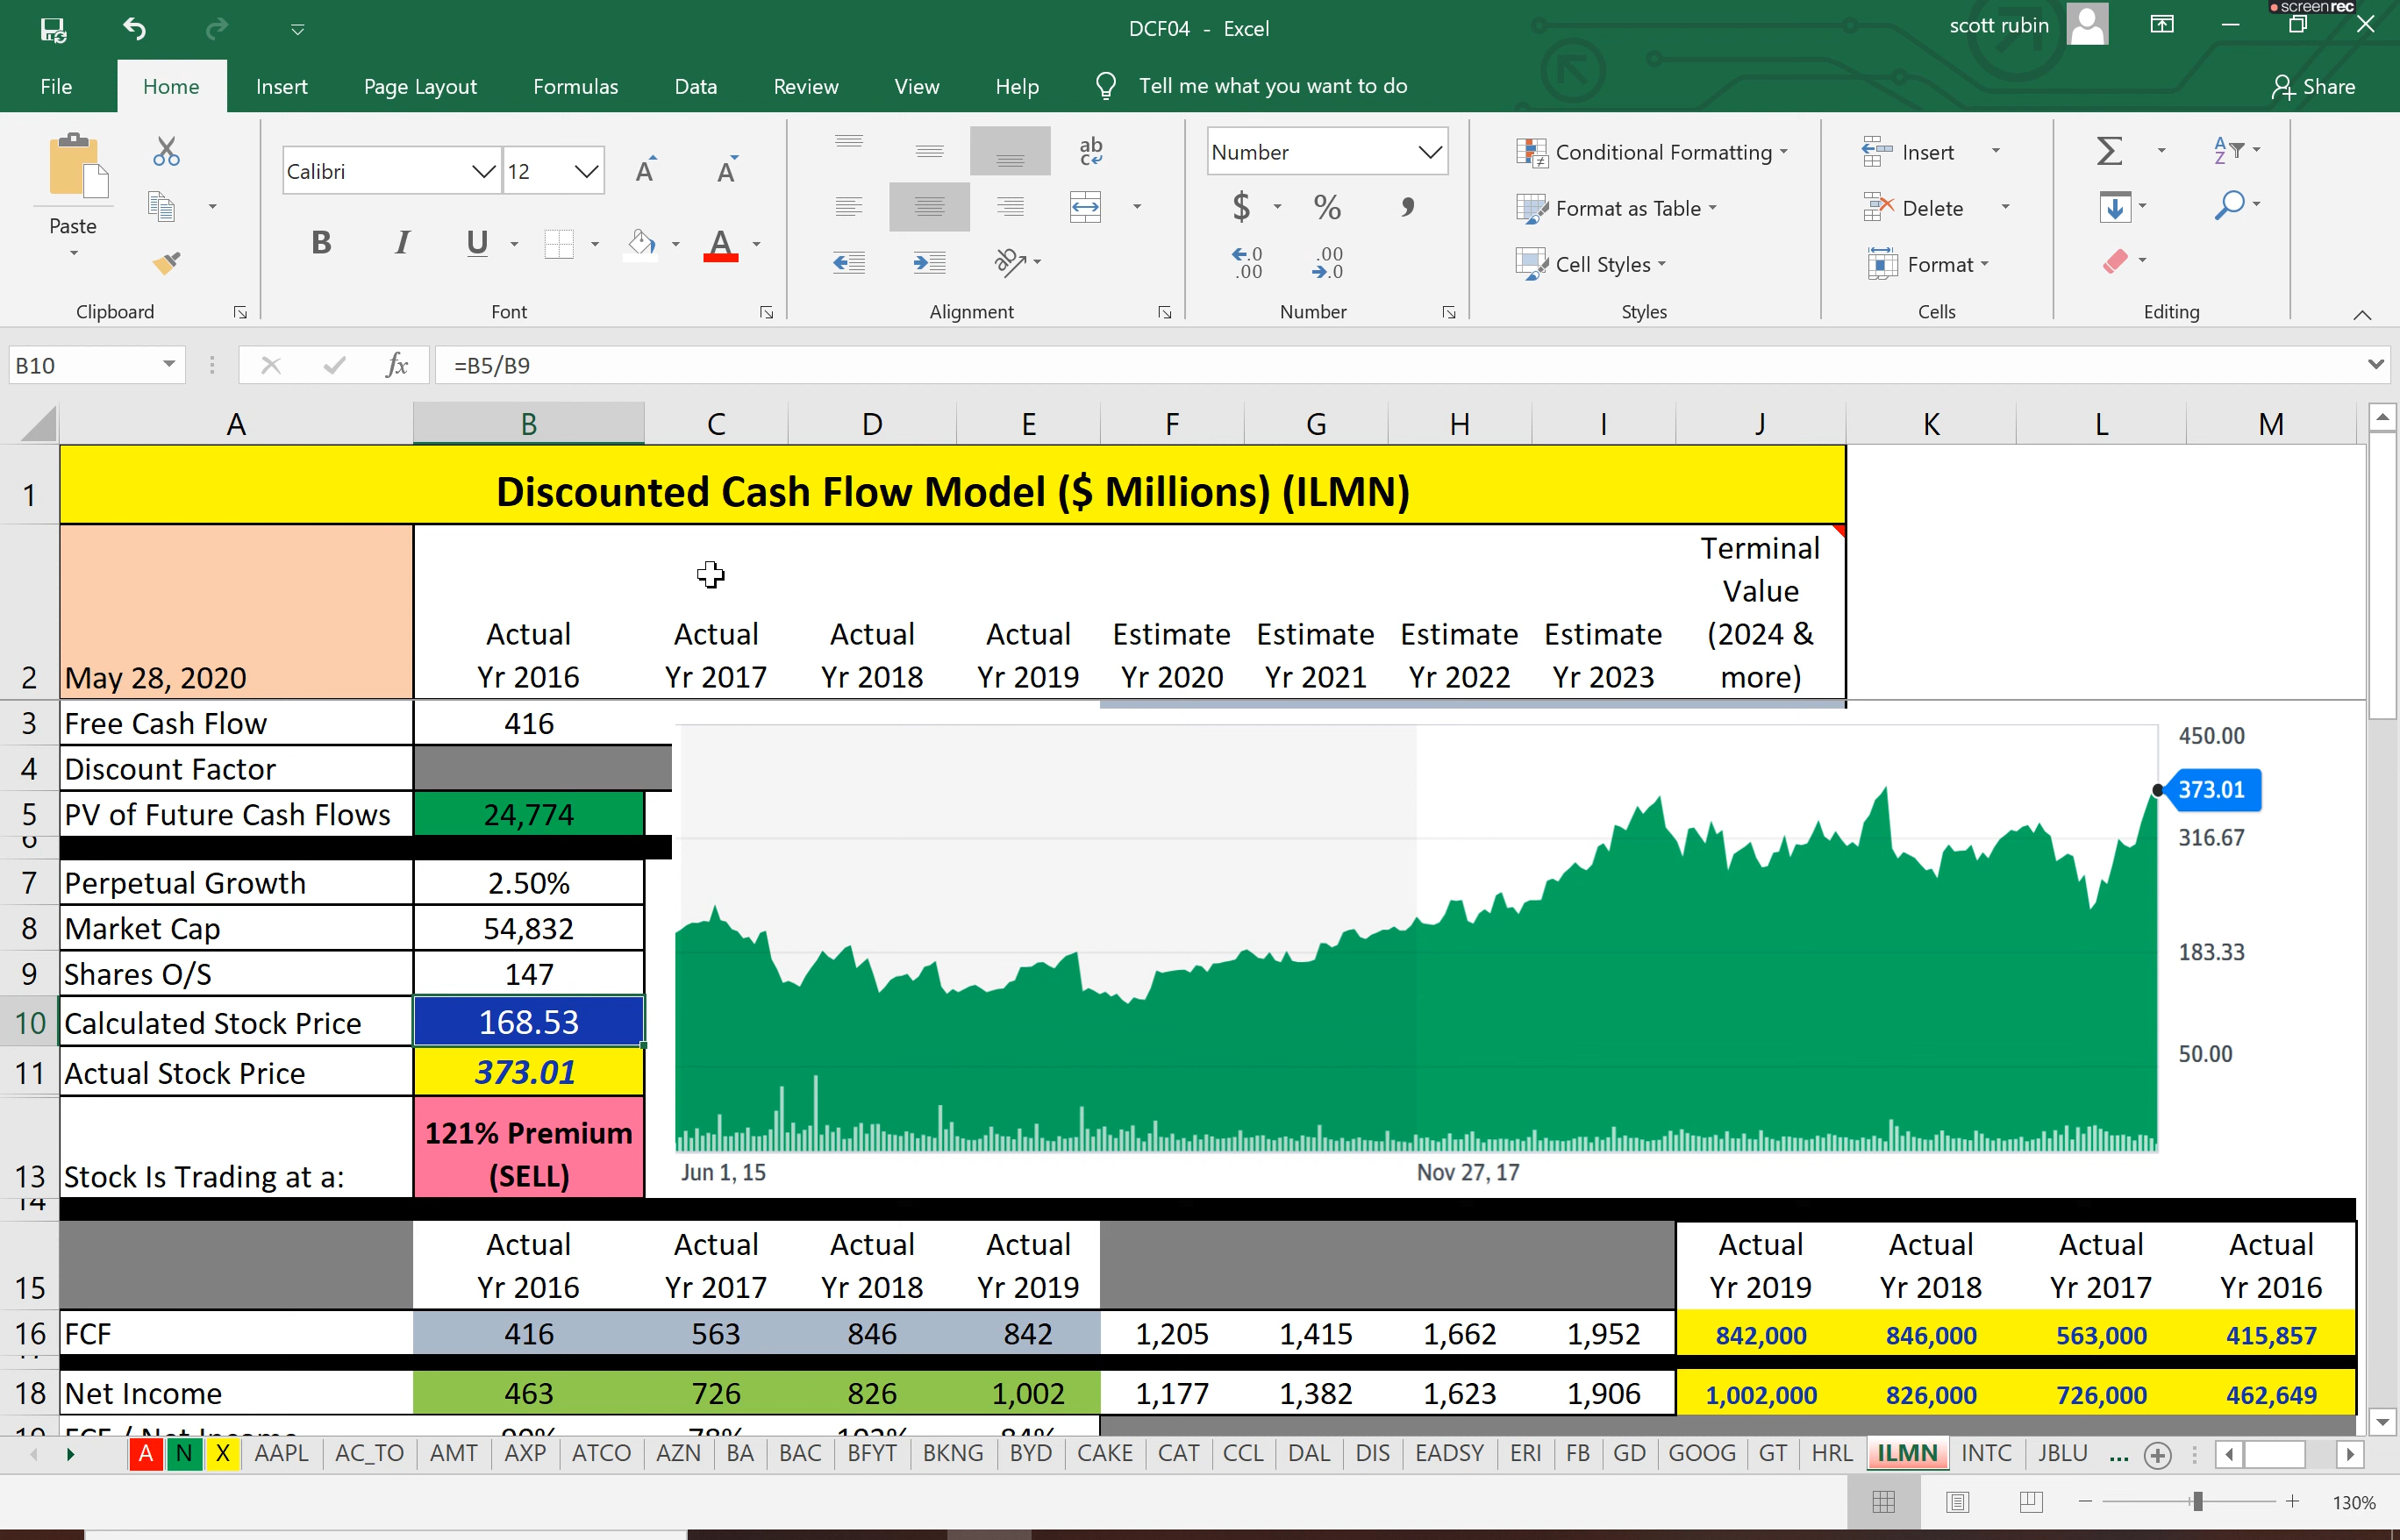 DCF04 - Excel
scott rubin
screenrec
File Home Insert Page Layout Formulas Data Review View Help Tell me what you want to do Share
Paste
Calibri 12
B I U A
ab c
Number
$ % ,
Conditional Formatting
Format as Table
Cell Styles
Insert
Delete
Format
Clipboard Font Alignment Number Styles Cells Editing
B10 fx =B5/B9
A B C D E F G H I J K L M
1 Discounted Cash Flow Model ($ Millions) (ILMN)
2 May 28, 2020 Actual Yr 2016 Actual Yr 2017 Actual Yr 2018 Actual Yr 2019 Estimate Yr 2020 Estimate Yr 2021 Estimate Yr 2022 Estimate Yr 2023 Terminal Value (2024 & more)
3 Free Cash Flow 416
4 Discount Factor
5 PV of Future Cash Flows 24,774
6
7 Perpetual Growth 2.50%
8 Market Cap 54,832
9 Shares O/S 147
10 Calculated Stock Price 168.53
11 Actual Stock Price 373.01
13 Stock Is Trading at a: 121% Premium (SELL)
450.00
373.01
316.67
183.33
50.00
Jun 1, 15 Nov 27, 17
14
15 Actual Yr 2016 Actual Yr 2017 Actual Yr 2018 Actual Yr 2019 Actual Yr 2019 Actual Yr 2018 Actual Yr 2017 Actual Yr 2016
16 FCF 416 563 846 842 1,205 1,415 1,662 1,952 842,000 846,000 563,000 415,857
18 Net Income 463 726 826 1,002 1,177 1,382 1,623 1,906 1,002,000 826,000 726,000 462,649
A N X AAPL AC_TO AMT AXP ATCO AZN BA BAC BFYT BKNG BYD CAKE CAT CCL DAL DIS EADSY ERI FB GD GOOG GT HRL ILMN INTC JBLU ...
130%